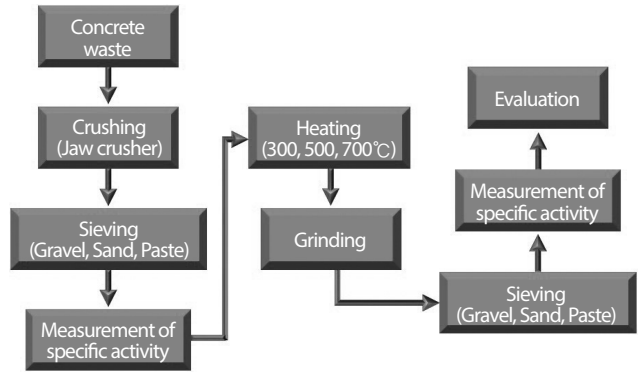 Concrete
waste
Crushing
(Jaw crusher)
Sieving
(Gravel, Sand, Paste)
Measurement of
specific activity
Heating
(300, 500, 700℃)
Grinding
Sieving
(Gravel, Sand, Paste)
Measurement of
specific activity
Evaluation